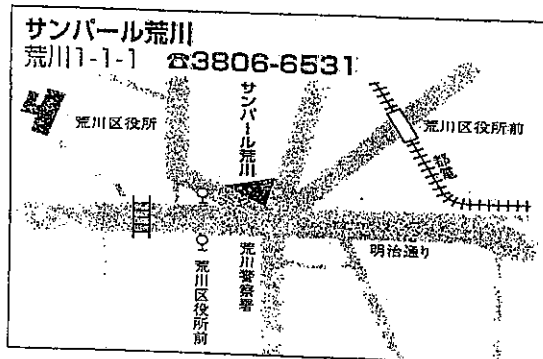 サンパール荒川
荒川1-1-1 ☎3806-6531
荒川区役所
サンパール荒川
荒川区役所前
都電
明治通り
荒川警察署
荒川区役所前